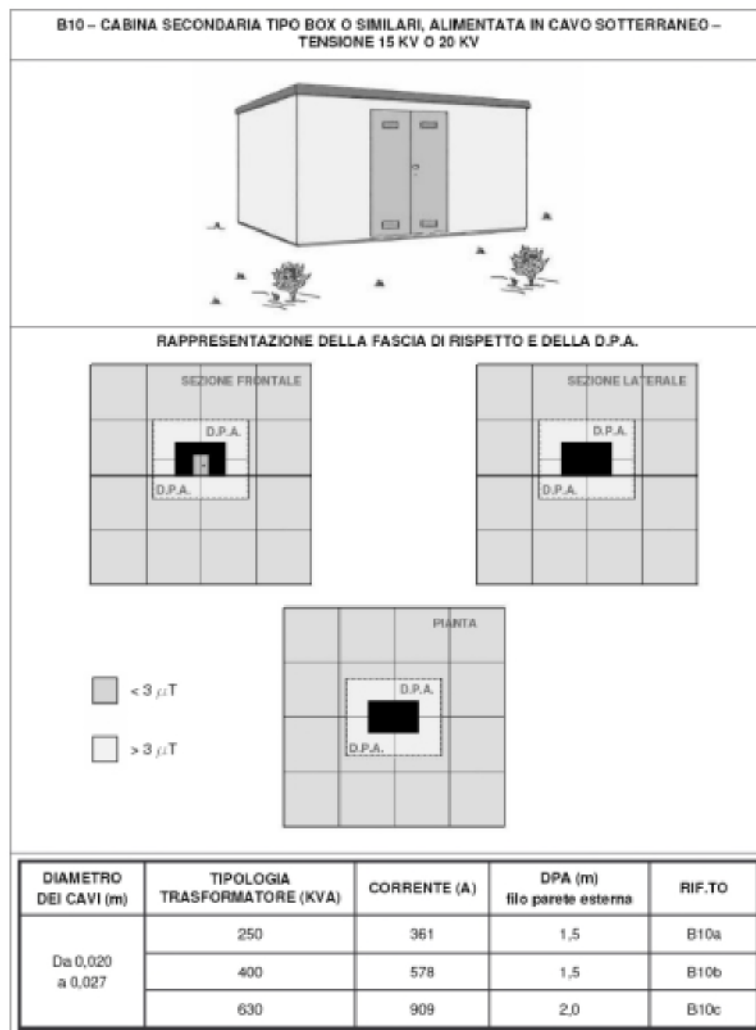 B10 – CABINA SECONDARIA TIPO BOX O SIMILARI, ALIMENTATA IN CAVO SOTTERRANEO –
TENSIONE 15 KV O 20 KV
RAPPRESENTAZIONE DELLA FASCIA DI RISPETTO E DELLA D.P.A.
SEZIONE FRONTALE
D.P.A.
D.P.A.
SEZIONE LATERALE
D.P.A.
D.P.A.
PIANTA
D.P.A.
D.P.A.
< 3 µT
> 3 µT
DIAMETRO DEI CAVI (m) TIPOLOGIA TRASFORMATORE (KVA) CORRENTE (A) DPA (m) filo parete esterna RIF.TO
Da 0,020 a 0,027 250 361 1,5 B10a
400 578 1,5 B10b
630 909 2,0 B10c